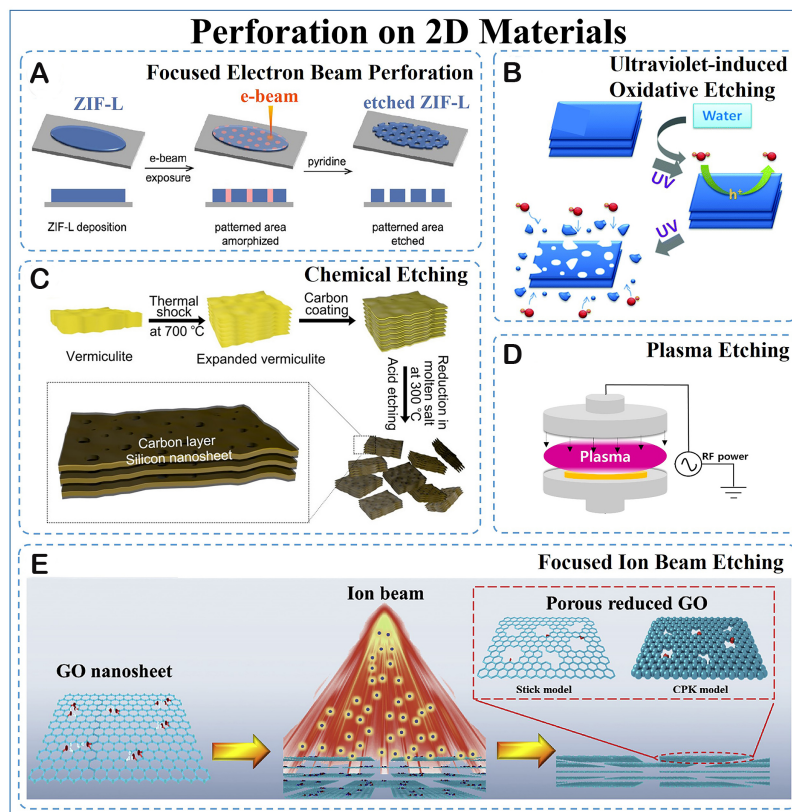 Perforation on 2D Materials
A
Focused Electron Beam Perforation
ZIF-L
e-beam
etched ZIF-L
e-beam
exposure
pyridine
ZIF-L deposition
patterned area
amorphized
patterned area
etched
B
Ultraviolet-induced
Oxidative Etching
Water
UV
h+
UV
C
Chemical Etching
Thermal
shock
at 700 °C
Carbon
coating
Vermiculite
Expanded vermiculite
Reduction in
molten salt
at 300 °C
Acid etching
Carbon layer
Silicon nanosheet
D
Plasma Etching
Plasma
RF power
E
Focused Ion Beam Etching
Ion beam
Porous reduced GO
GO nanosheet
Stick model
CPK model